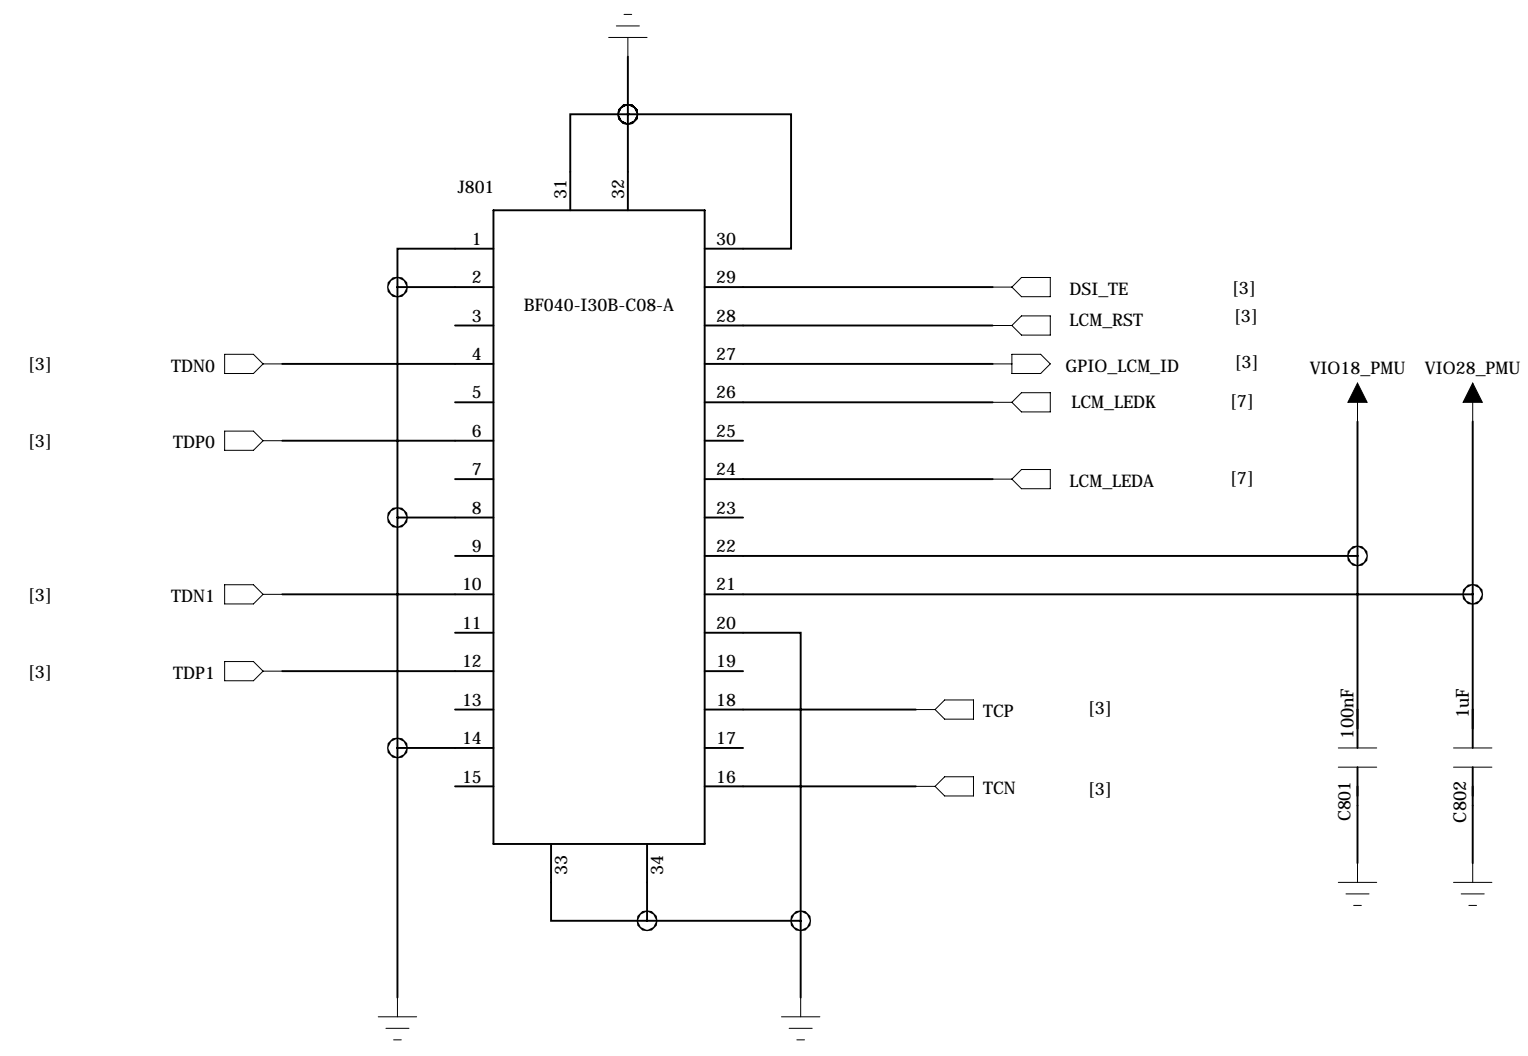 31
32
J801
1
30
2
29
DSI_TE
[3]
BF040-I30B-C08-A
3
28
LCM_RST
[3]
[3]
TDN0
4
27
GPIO_LCM_ID
[3]
VIO18_PMU
VIO28_PMU
5
26
LCM_LEDK
[7]
[3]
TDP0
6
25
7
24
LCM_LEDA
[7]
8
23
9
22
[3]
TDN1
10
21
11
20
[3]
TDP1
12
19
13
18
TCP
[3]
100nF
1uF
14
17
15
16
TCN
[3]
C801
C802
33
34